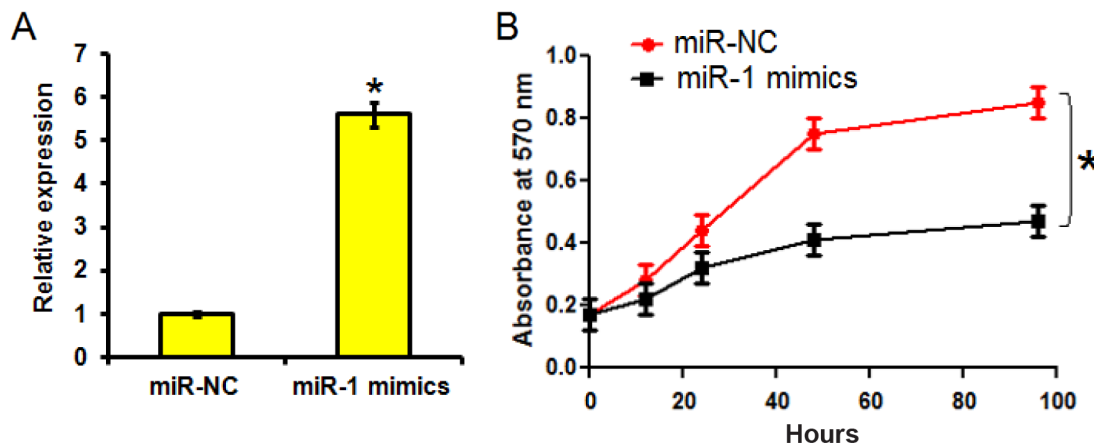 A
7
6
5
4
3
2
1
0
Relative expression
*
miR-NC
miR-1 mimics
B
miR-NC
miR-1 mimics
1.0
0.8
0.6
0.4
0.2
0.0
Absorbance at 570 nm
*
0
20
40
60
80
100
Hours